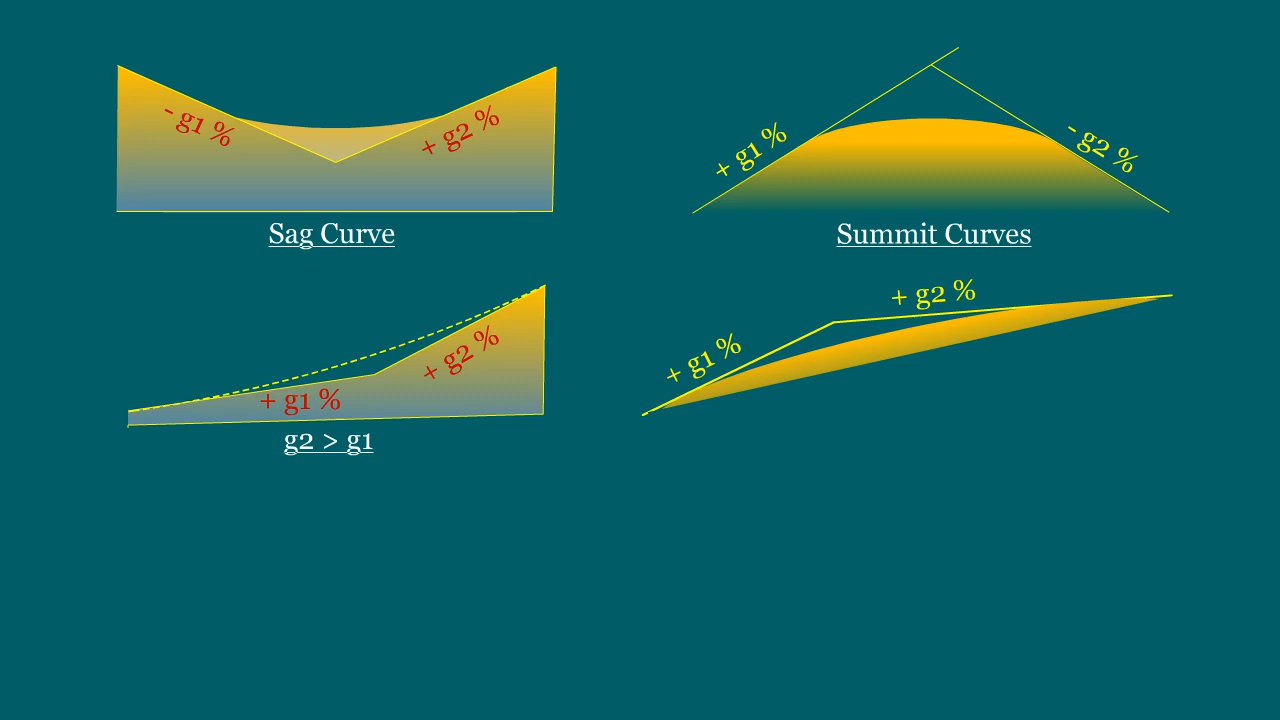 - g1 %
+ g2 %
Sag Curve
+ g1 %
- g2 %
Summit Curves
+ g1 %
+ g2 %
g2 > g1
+ g1 %
+ g2 %